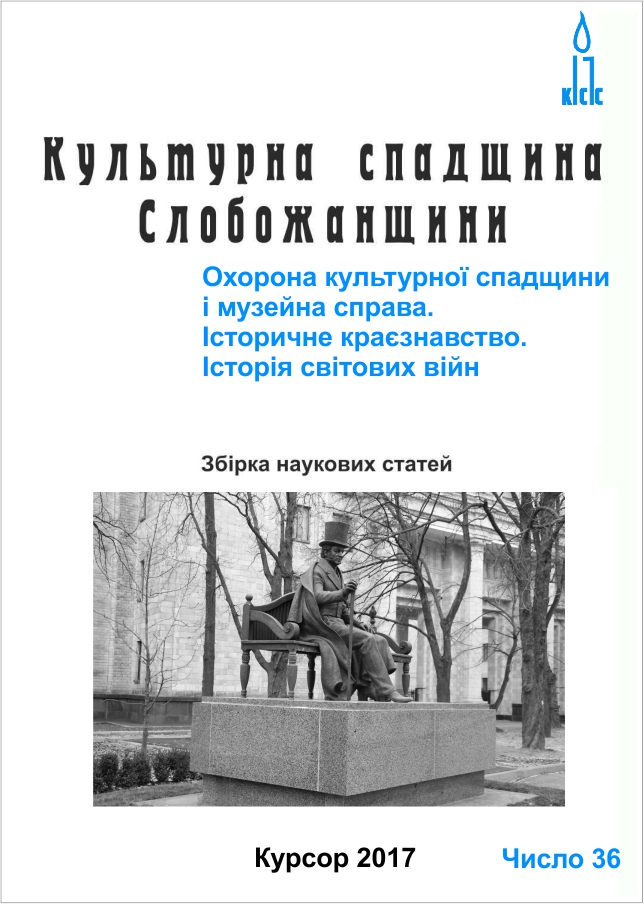 КСС
Культурна спадщина
Слобожанщини
Охорона культурної спадщини
і музейна справа.
Історичне краєзнавство.
Історія світових війн
Збірка наукових статей
Курсор 2017
Число 36